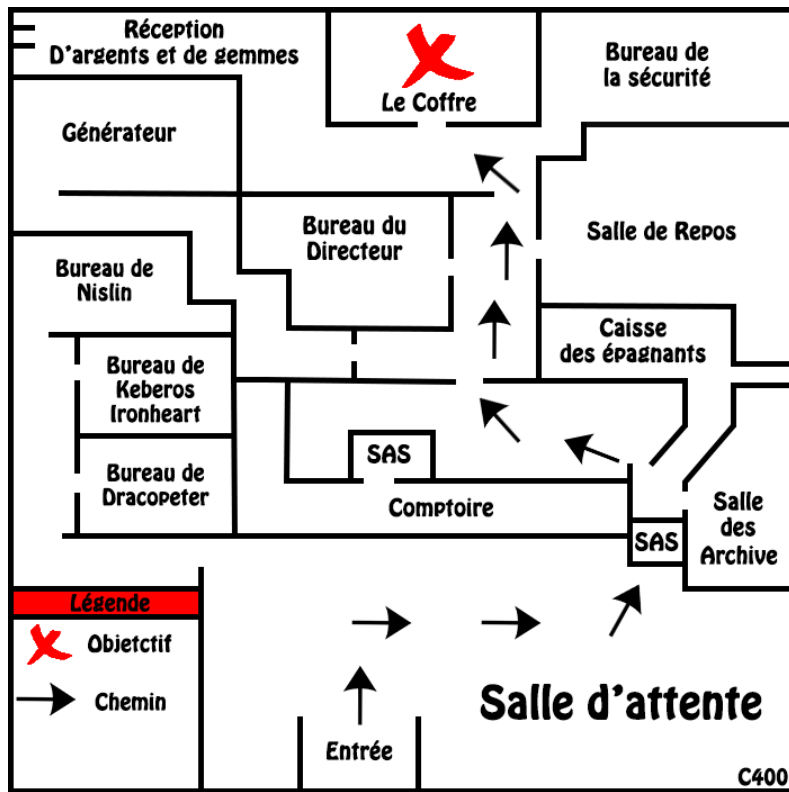 Réception
D'argents et de gemmes
Le Coffre
Bureau de
la sécurité
Générateur
Bureau du
Directeur
Salle de Repos
Bureau de
Nislin
Caisse
des épagnants
Bureau de
Keberos
Ironheart
SAS
Bureau de
Dracopeter
Comptoire
Salle
des
Archive
SAS
Légende
Objetctif
Chemin
Salle d'attente
Entrée
C400